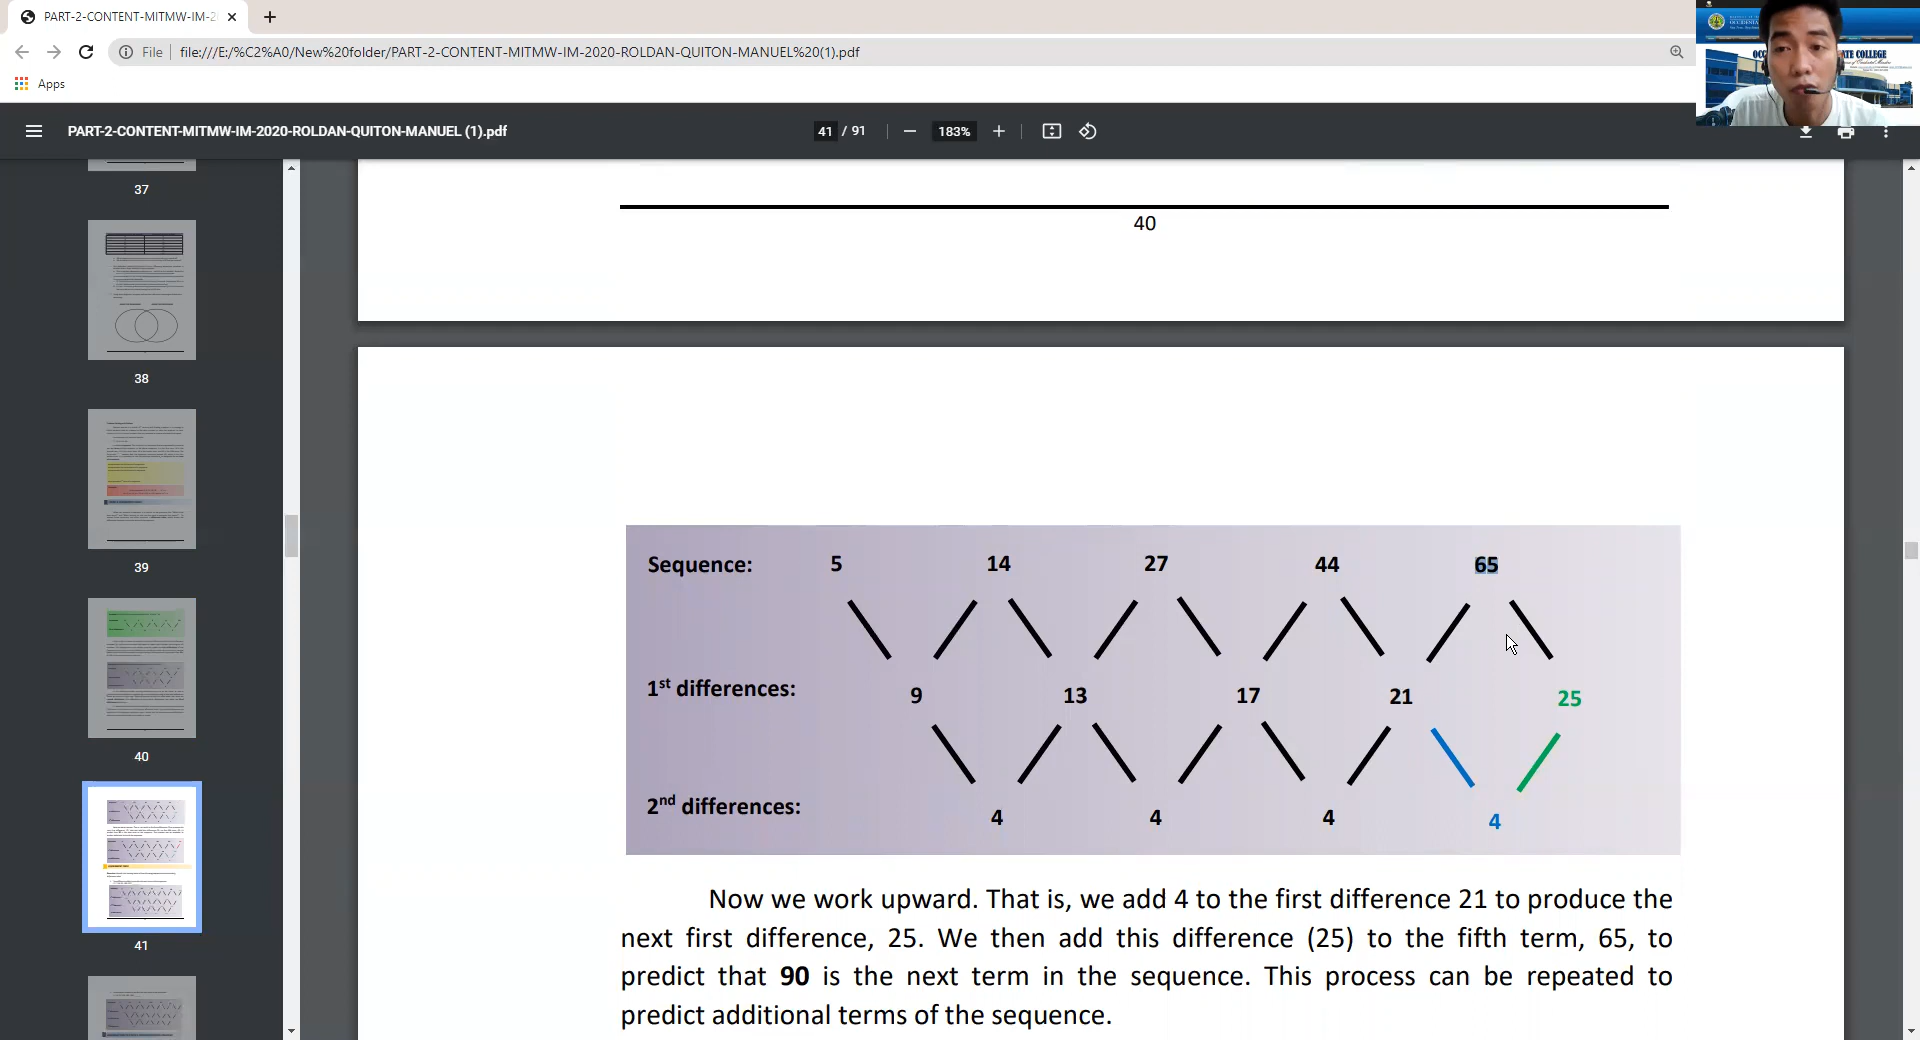 PART-2-CONTENT-MITMW-IM-2
File file:///E:/%C2%A0/New%20folder/PART-2-CONTENT-MITMW-IM-2020-ROLDAN-QUITON-MANUEL%20(1).pdf
Apps
PART-2-CONTENT-MITMW-IM-2020-ROLDAN-QUITON-MANUEL (1).pdf
41 / 91
183%
ATE COLLEGE
37
38
39
40
41
40
Sequence: 5 14 27 44 65
1st differences: 9 13 17 21 25
2nd differences: 4 4 4 4
Now we work upward. That is, we add 4 to the first difference 21 to produce the
next first difference, 25. We then add this difference (25) to the fifth term, 65, to
predict that 90 is the next term in the sequence. This process can be repeated to
predict additional terms of the sequence.